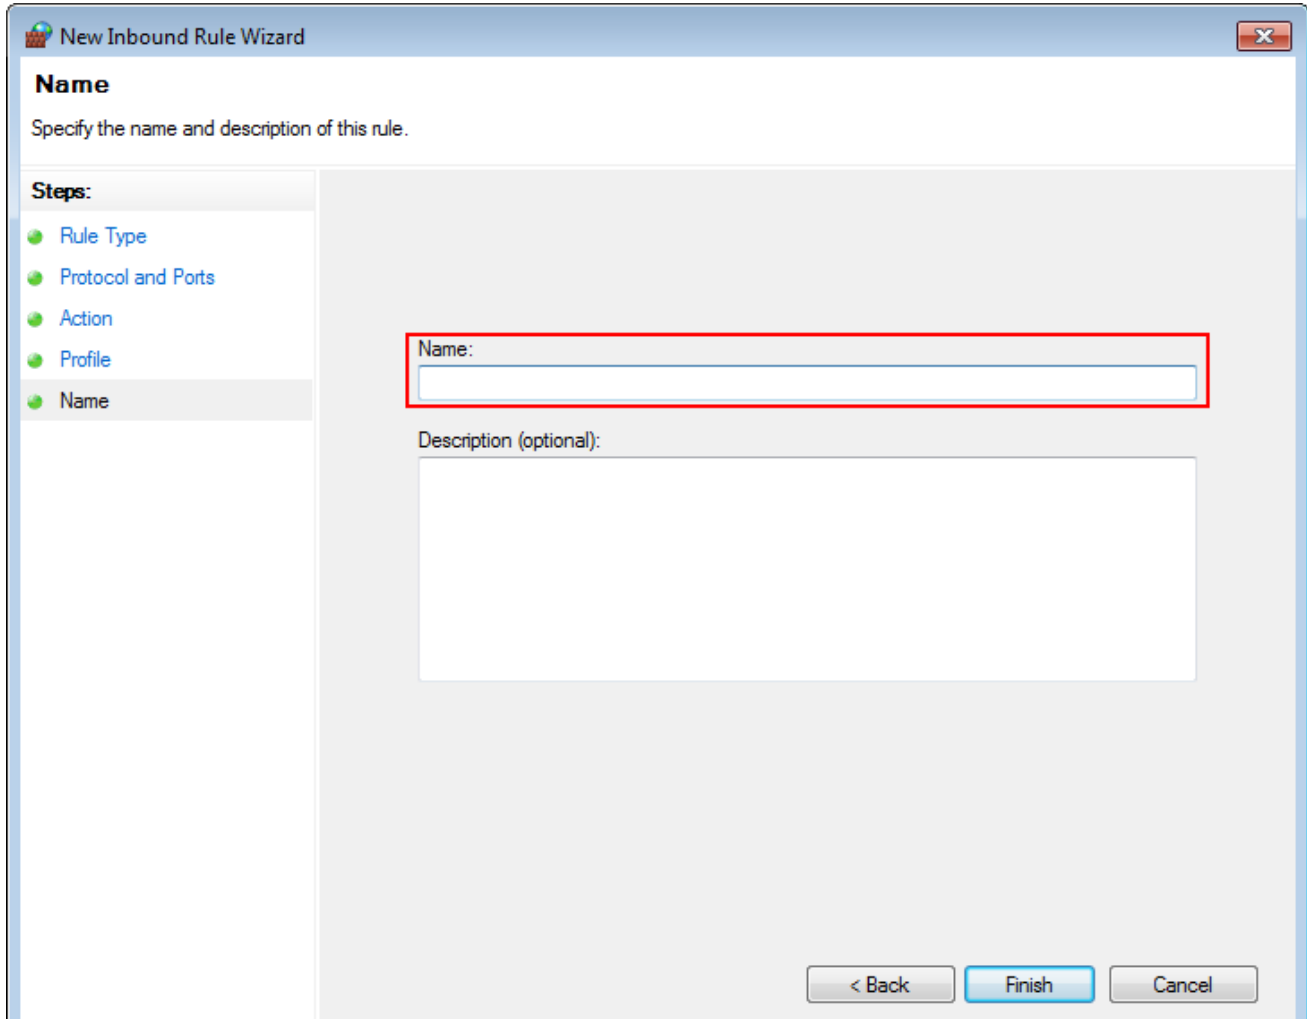 New Inbound Rule Wizard
Name
Specify the name and description of this rule.
Steps:
Rule Type
Protocol and Ports
Action
Profile
Name
Name:
Description (optional):
< Back
Finish
Cancel